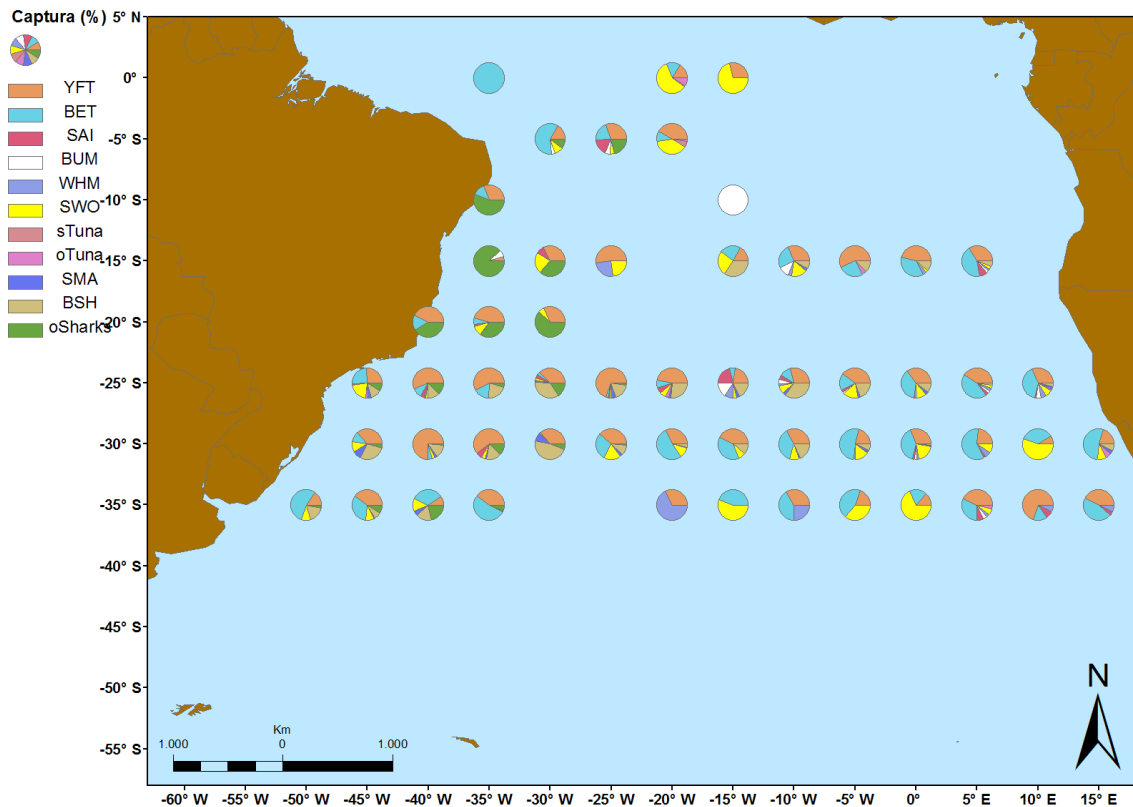 Captura (%)
YFT
BET
SAI
BUM
WHM
SWO
sTuna
oTuna
SMA
BSH
oSharks
5° N
0°
-5° S
-10° S
-15° S
-20° S
-25° S
-30° S
-35° S
-40° S
-45° S
-50° S
-55° S
Km
1.000 0 1.000
N
-60° W -55° W -50° W -45° W -40° W -35° W -30° W -25° W -20° W -15° W -10° W -5° W 0° 5° E 10° E 15° E